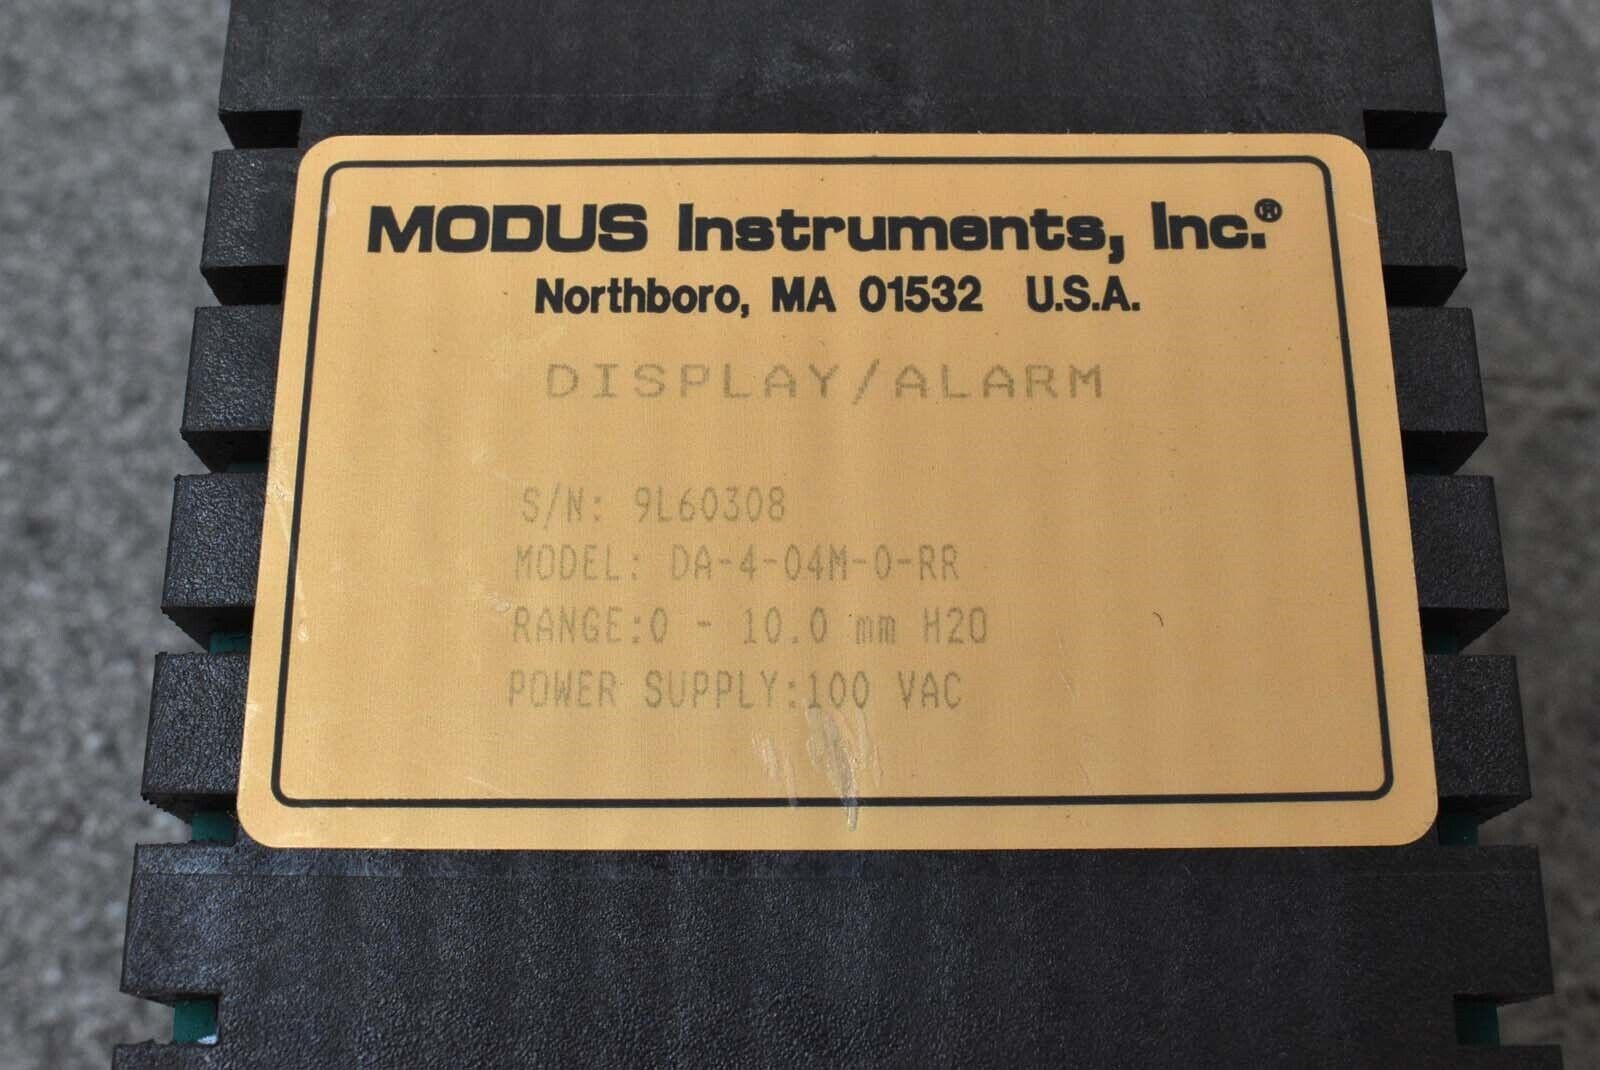 MODUS Instruments, Inc.®
Northboro, MA 01532 U.S.A.
DISPLAY/ALARM
S/N: 9L60308
MODEL: DA-4-04M-0-RR
RANGE:0 - 10.0 mm H2O
POWER SUPPLY:100 VAC